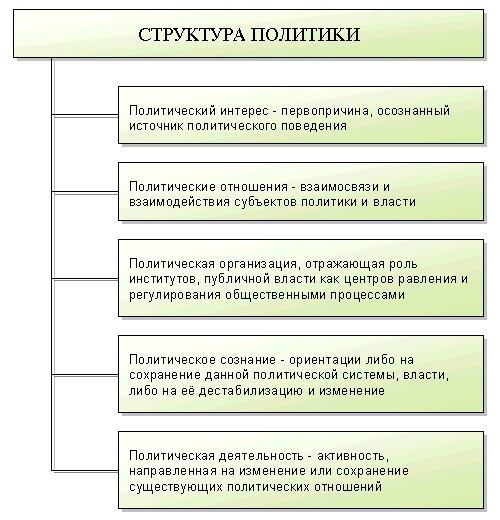 СТРУКТУРА ПОЛИТИКИ
Политический интерес - первопричина, осознанный
источник политического поведения
Политические отношения - взаимосвязи и
взаимодействия субъектов политики и власти
Политическая организация, отражающая роль
институтов, публичной власти как центров равления и
регулирования общественными процессами
Политическое сознание - ориентации либо на
сохранение данной политической системы, власти,
либо на её дестабилизацию и изменение
Политическая деятельность - активность,
направленная на изменение или сохранение
существующих политических отношений